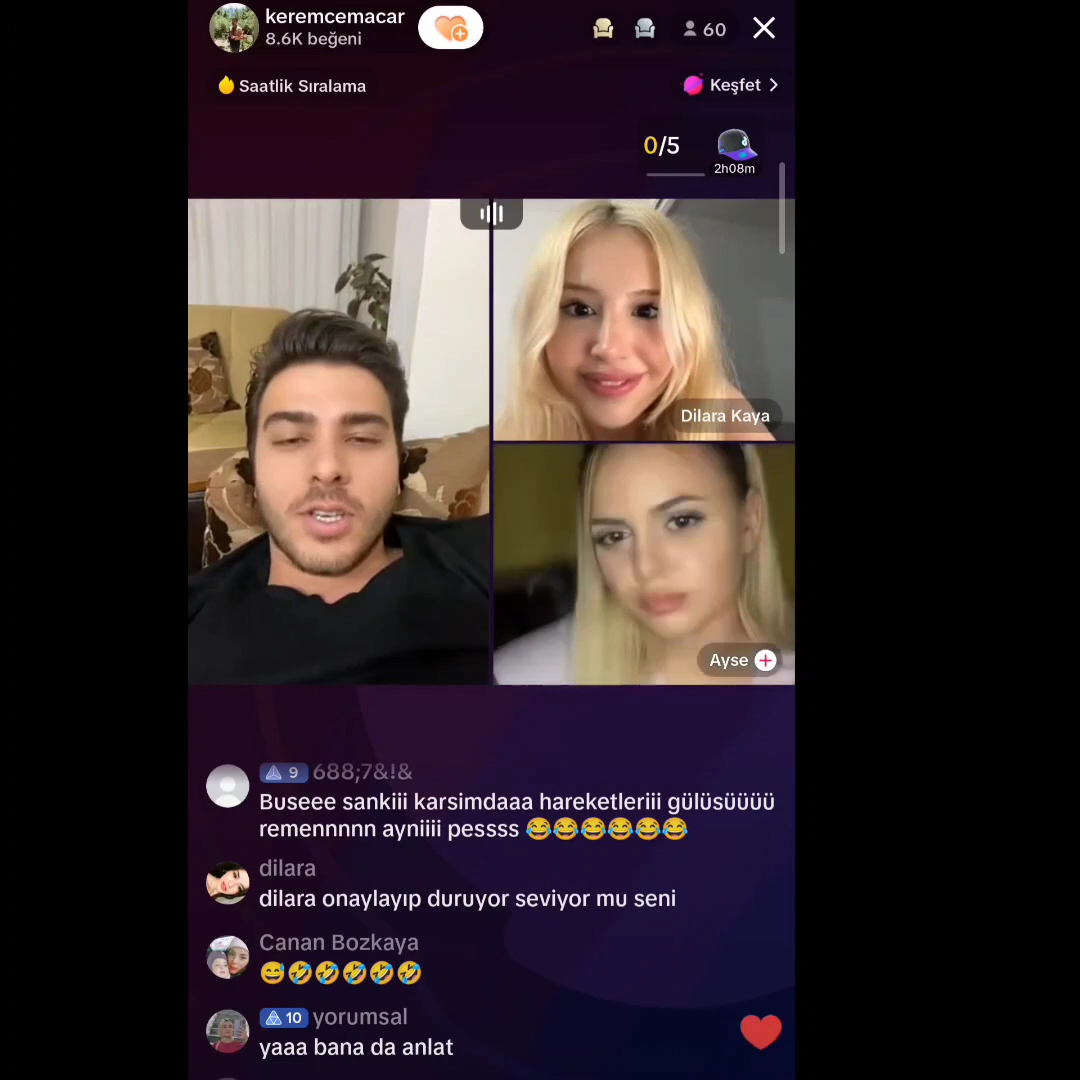 keremcemacar
8.6K beğeni
60
Saatlik Sıralama
Keşfet
0/5
2h08m
Dilara Kaya
Ayse
9 688;7&!&
Buseee sankiii karsimdaaa hareketleriii gülüsüüüü
remennnnn ayniiii pessss 😂😂😂😂😂😂
dilara
dilara onaylayıp duruyor seviyor mu seni
Canan Bozkaya
😅🤣🤣🤣🤣🤣
10 yorumsal
yaaa bana da anlat